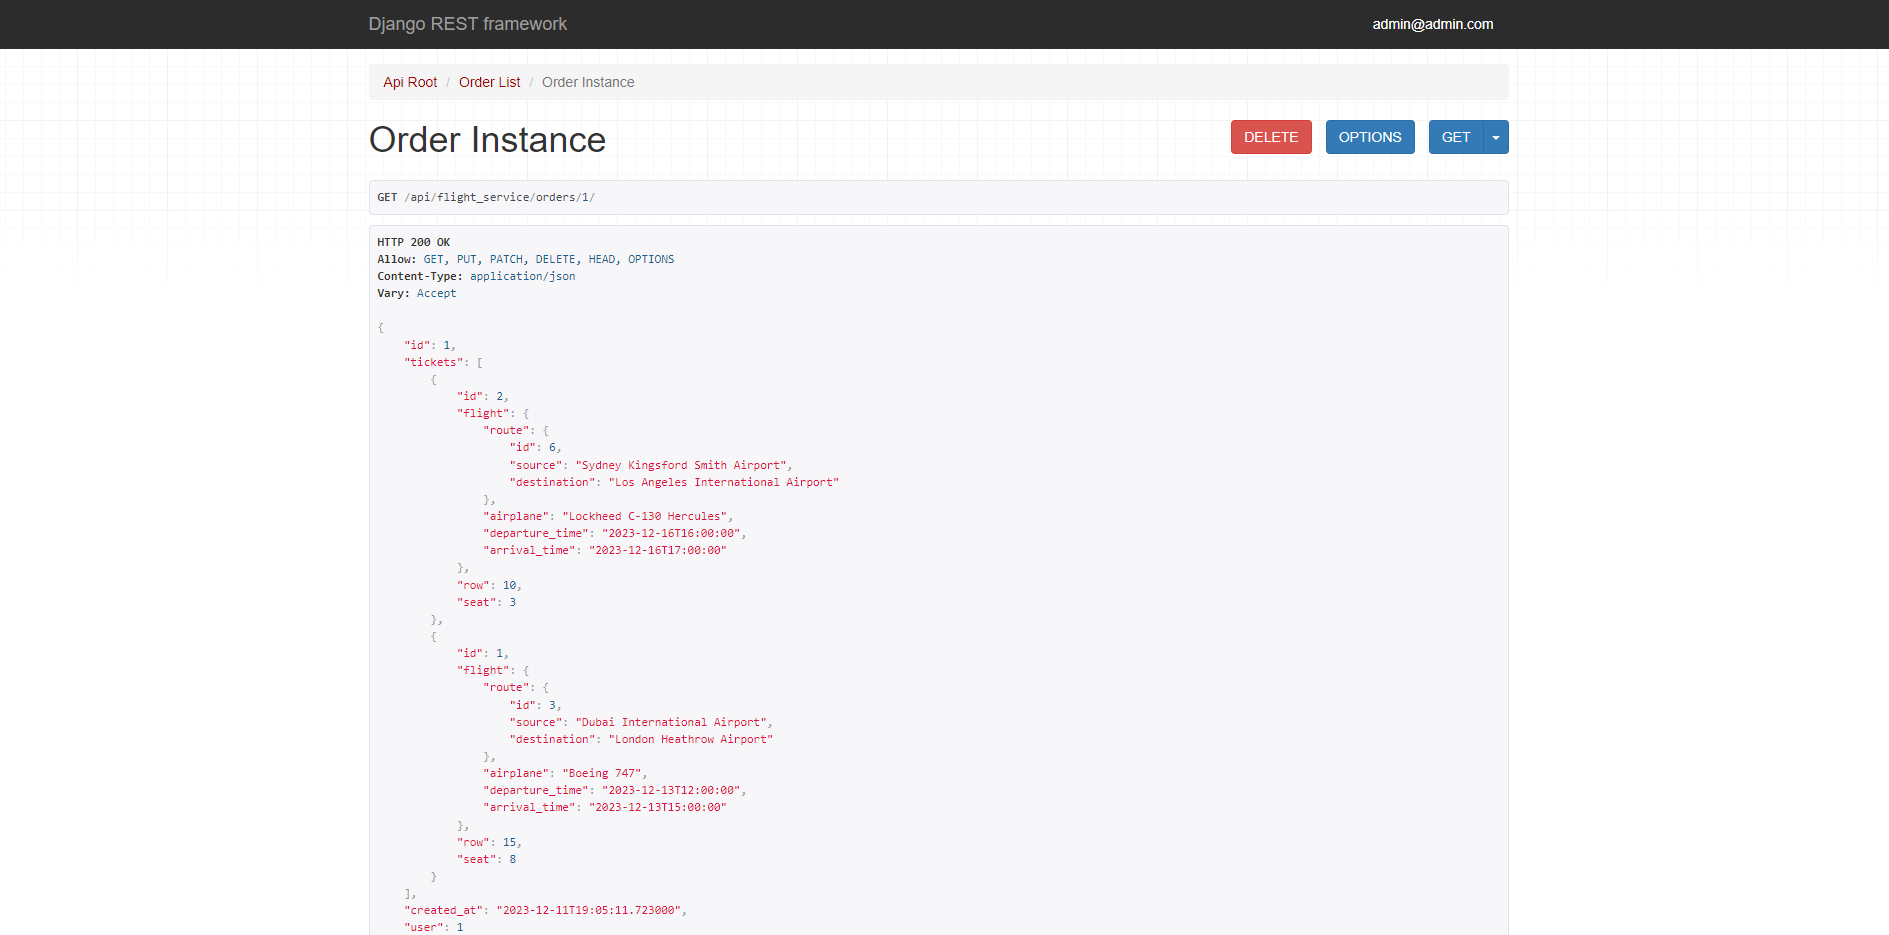 Django REST framework
admin@admin.com
Api Root / Order List / Order Instance
Order Instance
DELETE
OPTIONS
GET
GET /api/flight_service/orders/1/
HTTP 200 OK
Allow: GET, PUT, PATCH, DELETE, HEAD, OPTIONS
Content-Type: application/json
Vary: Accept
{
    "id": 1,
    "tickets": [
        {
            "id": 2,
            "flight": {
                "route": {
                    "id": 6,
                    "source": "Sydney Kingsford Smith Airport",
                    "destination": "Los Angeles International Airport"
                },
                "airplane": "Lockheed C-130 Hercules",
                "departure_time": "2023-12-16T16:00:00",
                "arrival_time": "2023-12-16T17:00:00"
            },
            "row": 10,
            "seat": 3
        },
        {
            "id": 1,
            "flight": {
                "route": {
                    "id": 3,
                    "source": "Dubai International Airport",
                    "destination": "London Heathrow Airport"
                },
                "airplane": "Boeing 747",
                "departure_time": "2023-12-13T12:00:00",
                "arrival_time": "2023-12-13T15:00:00"
            },
            "row": 15,
            "seat": 8
        }
    ],
    "created_at": "2023-12-11T19:05:11.723000",
    "user": 1